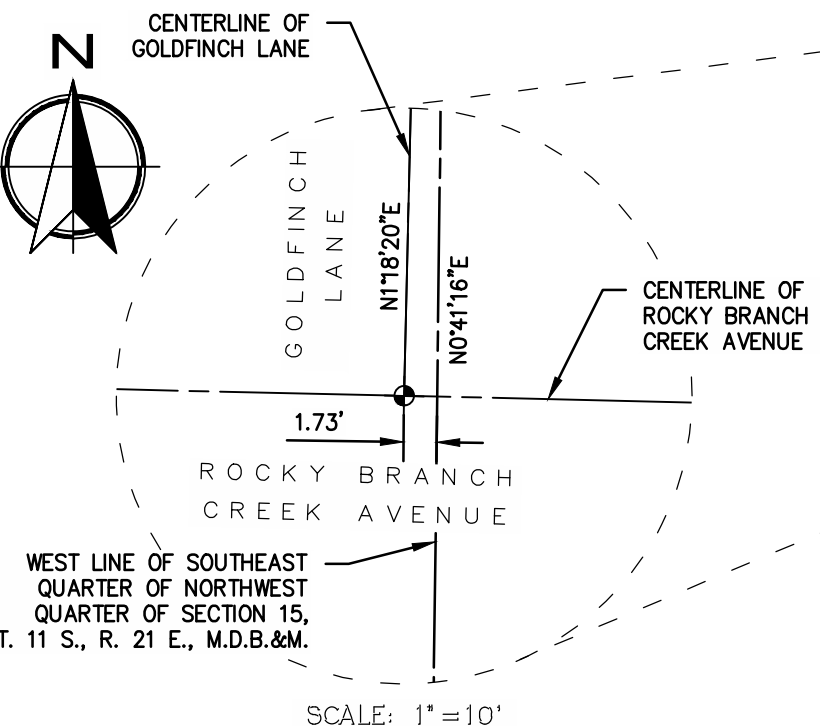 CENTERLINE OF
GOLDFINCH LANE
N
GOLDFINCH
LANE
N1°18'20"E
N0°41'16"E
CENTERLINE OF
ROCKY BRANCH
CREEK AVENUE
1.73'
ROCKY BRANCH
CREEK AVENUE
WEST LINE OF SOUTHEAST
QUARTER OF NORTHWEST
QUARTER OF SECTION 15,
T. 11 S., R. 21 E., M.D.B.&M.
SCALE: 1"=10'